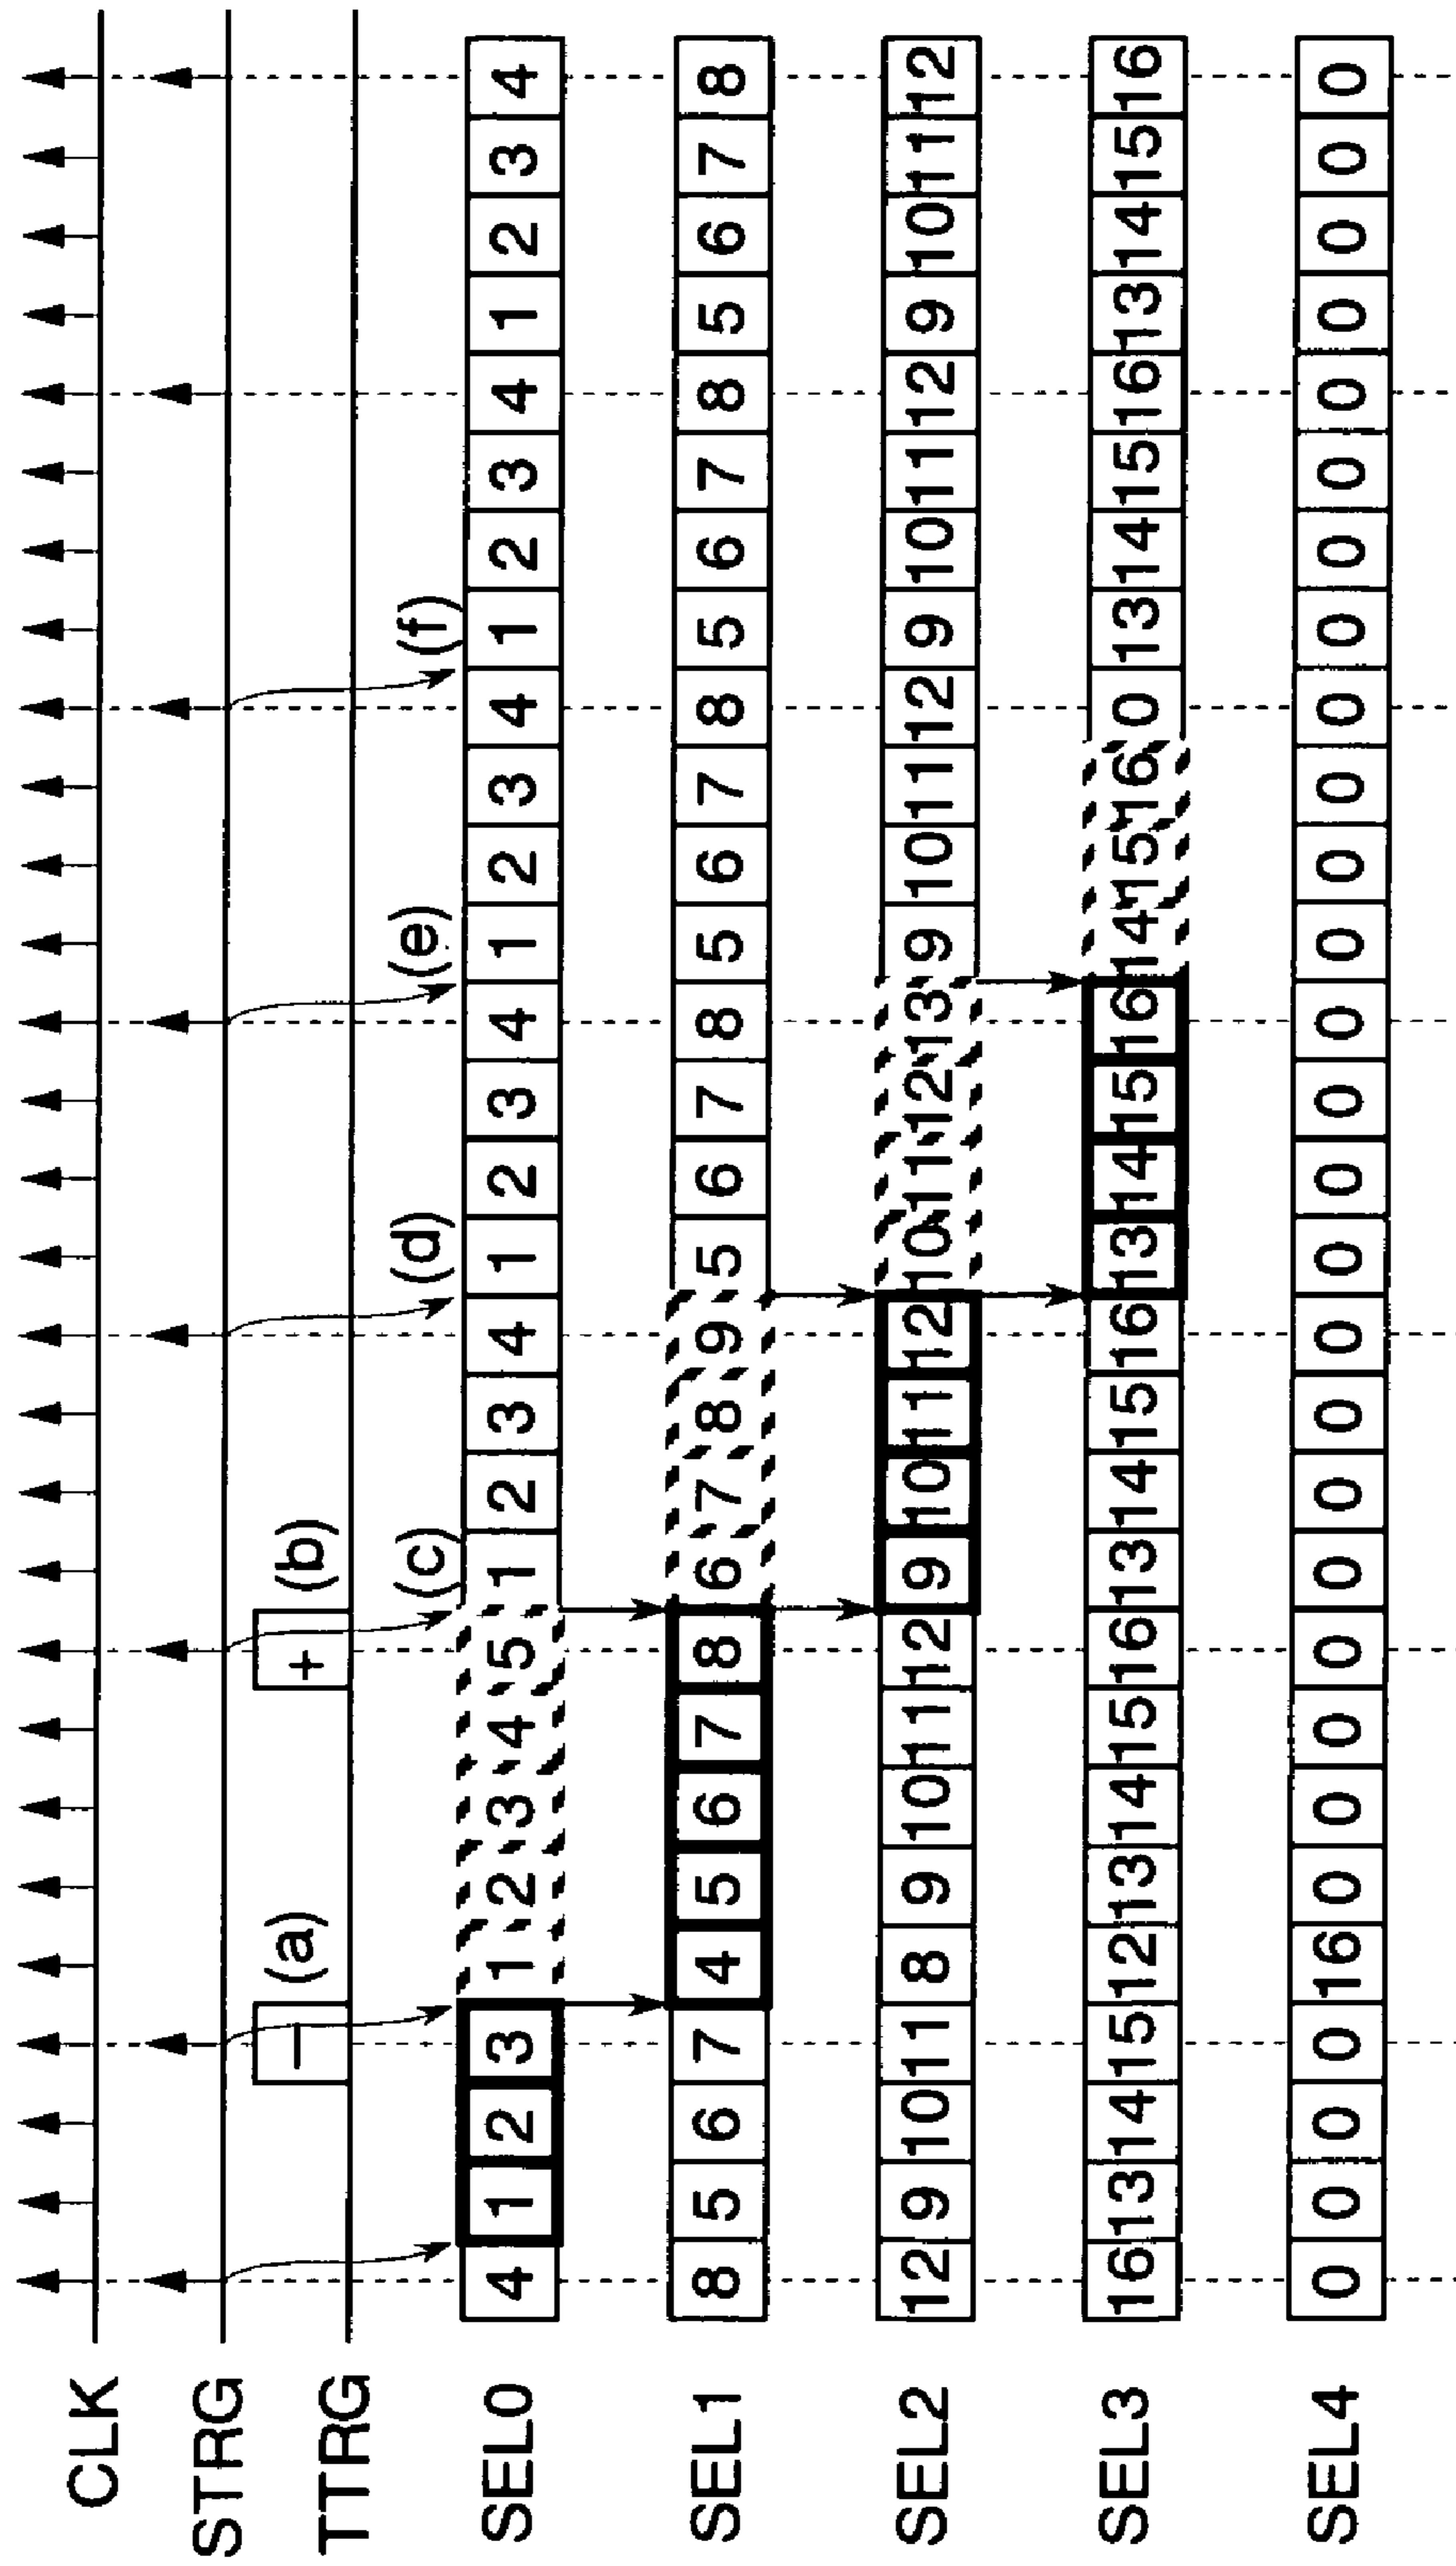 CLK
STRG
TTRG − (a) + (b)
(c) (d) (e) (f)
SEL0 4 1 2 3 1 2 3 4 5 1 2 3 4 1 2 3 4 1 2 3 4 1 2 3 4 1 2 3 4
SEL1 8 5 6 7 4 5 6 7 8 6 7 8 9 5 6 7 8 5 6 7 8 5 6 7 8 5 6 7 8
SEL2 12 9 10 11 8 9 10 11 12 9 10 11 12 10 11 12 13 9 10 11 12 9 10 11 12 9 10 11 12
SEL3 16 13 14 15 12 13 14 15 16 13 14 15 16 13 14 15 16 14 15 16 0 13 14 15 16 13 14 15 16
SEL4 0 0 0 0 16 0 0 0 0 0 0 0 0 0 0 0 0 0 0 0 0 0 0 0 0 0 0 0 0